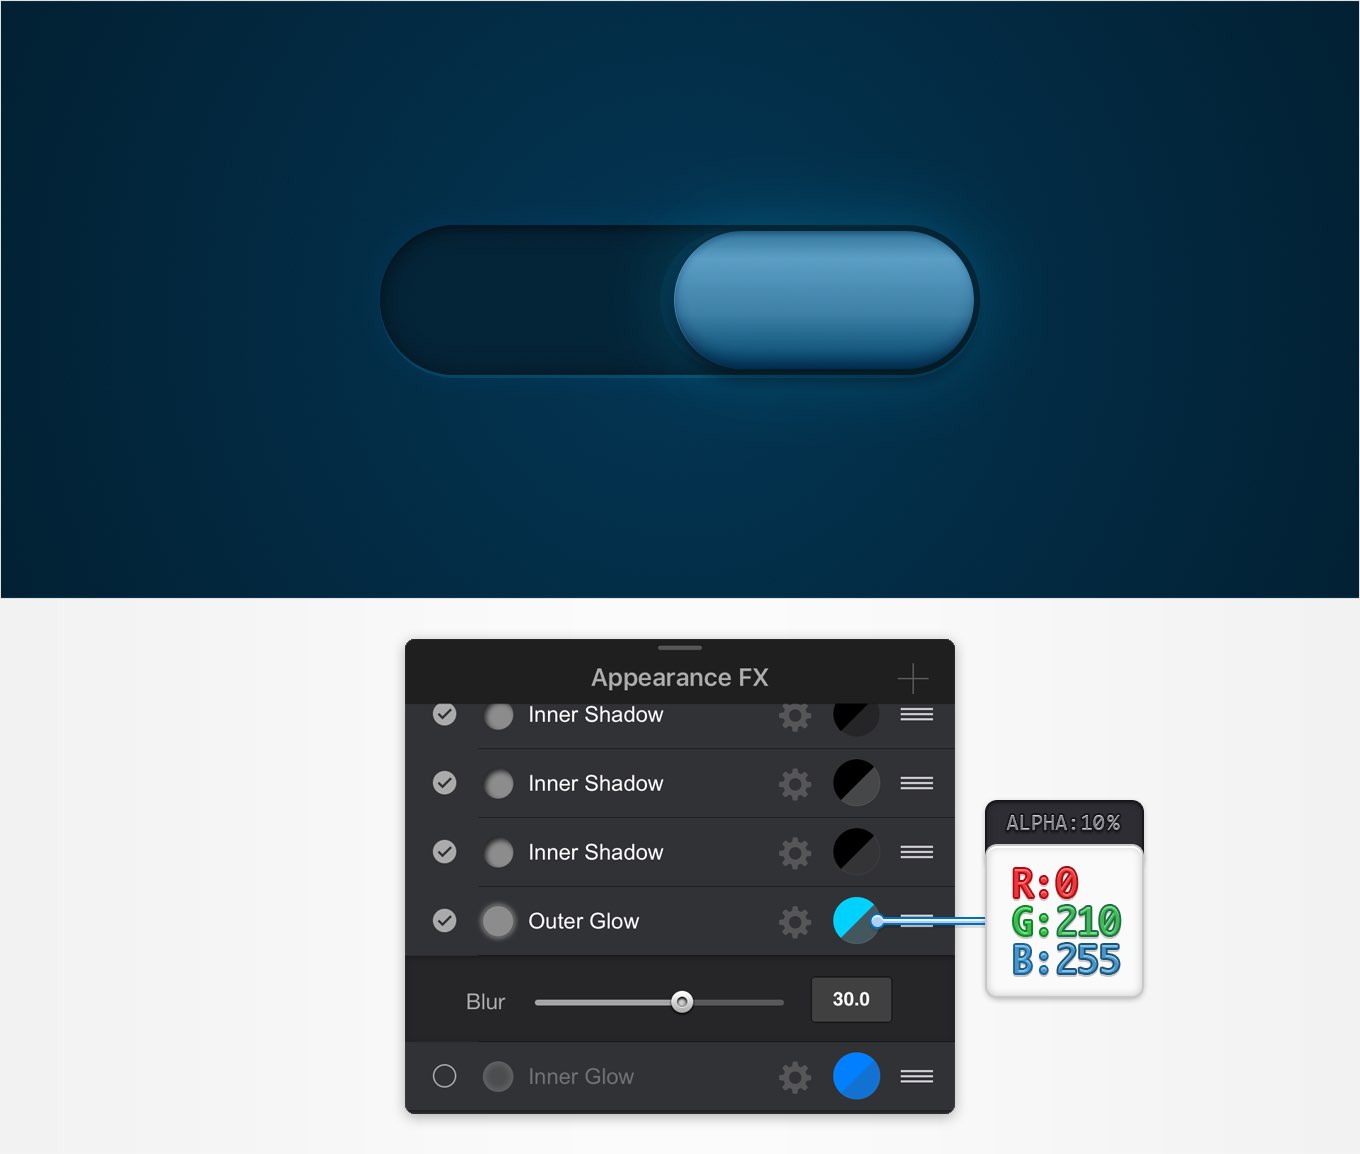 Appearance FX
Inner Shadow
Inner Shadow
Inner Shadow
Outer Glow
Blur
30.0
Inner Glow
ALPHA:10%
R:0
G:210
B:255